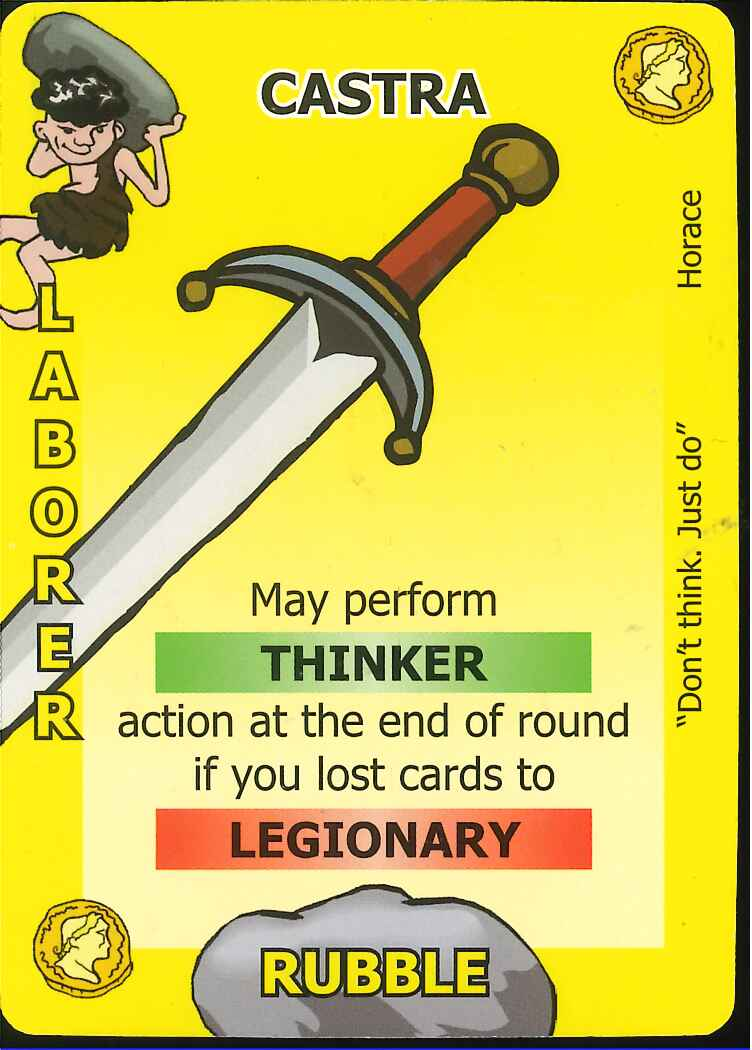 CASTRA
LABORER
May perform
THINKER
action at the end of round
if you lost cards to
LEGIONARY
RUBBLE
“Don’t think. Just do”
Horace